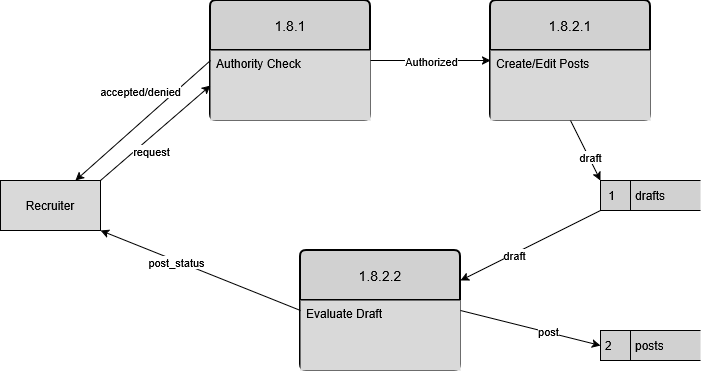 1.8.1
Authority Check
1.8.2.1
Create/Edit Posts
Authorized
accepted/denied
request
draft
Recruiter
1 drafts
draft
post_status
1.8.2.2
Evaluate Draft
post
2 posts